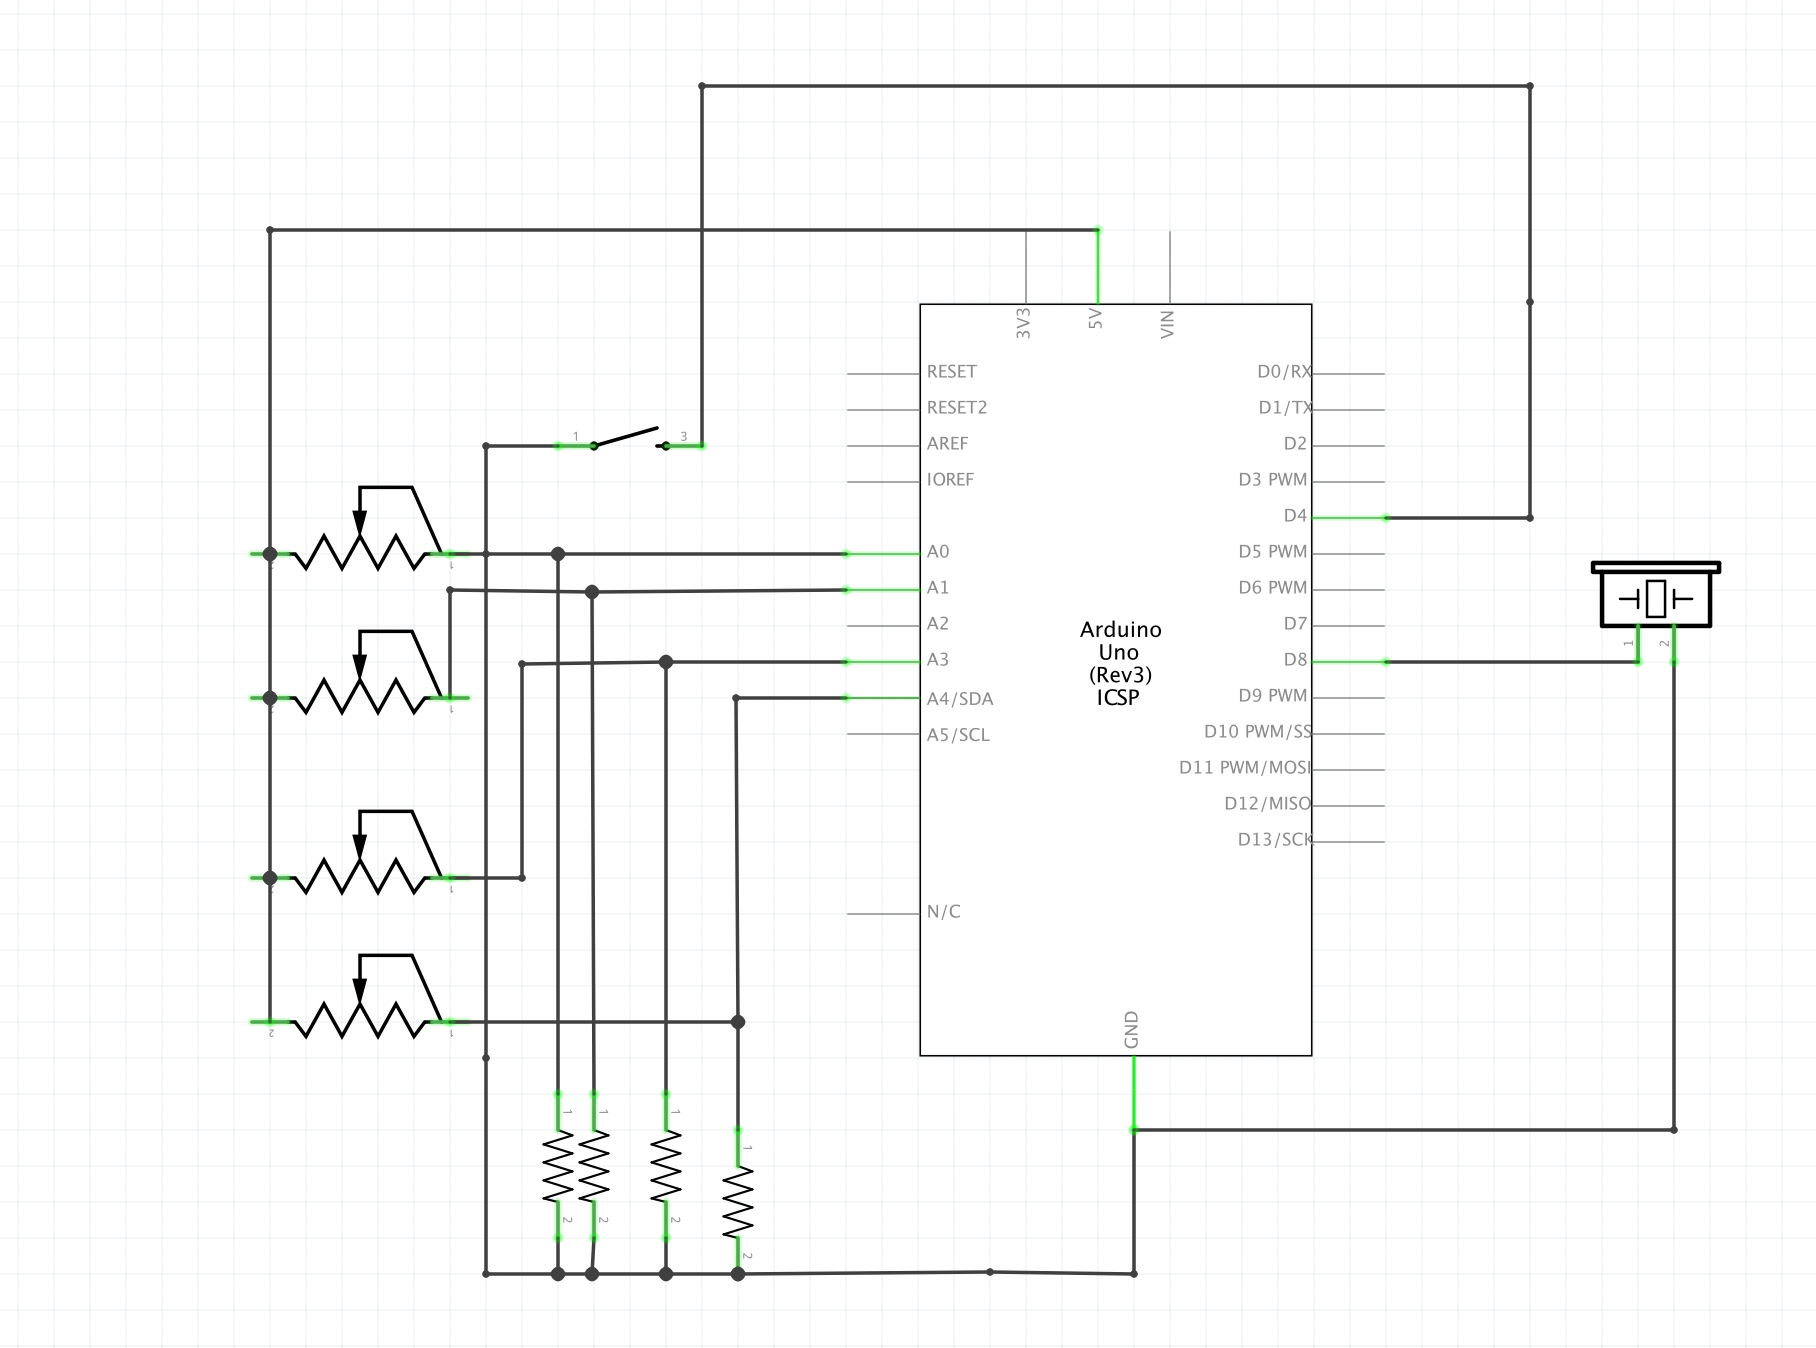 3V3
5V
VIN
RESET
D0/RX
RESET2
D1/TX
AREF
D2
1
3
IOREF
D3 PWM
D4
A0
D5 PWM
1
A1
D6 PWM
A2
D7
Arduino
Uno
(Rev3)
ICSP
1
2
A3
D8
A4/SDA
D9 PWM
1
A5/SCL
D10 PWM/SS
D11 PWM/MOSI
D12/MISO
D13/SCK
1
N/C
2
1
GND
1
1
1
1
2
2
2
2